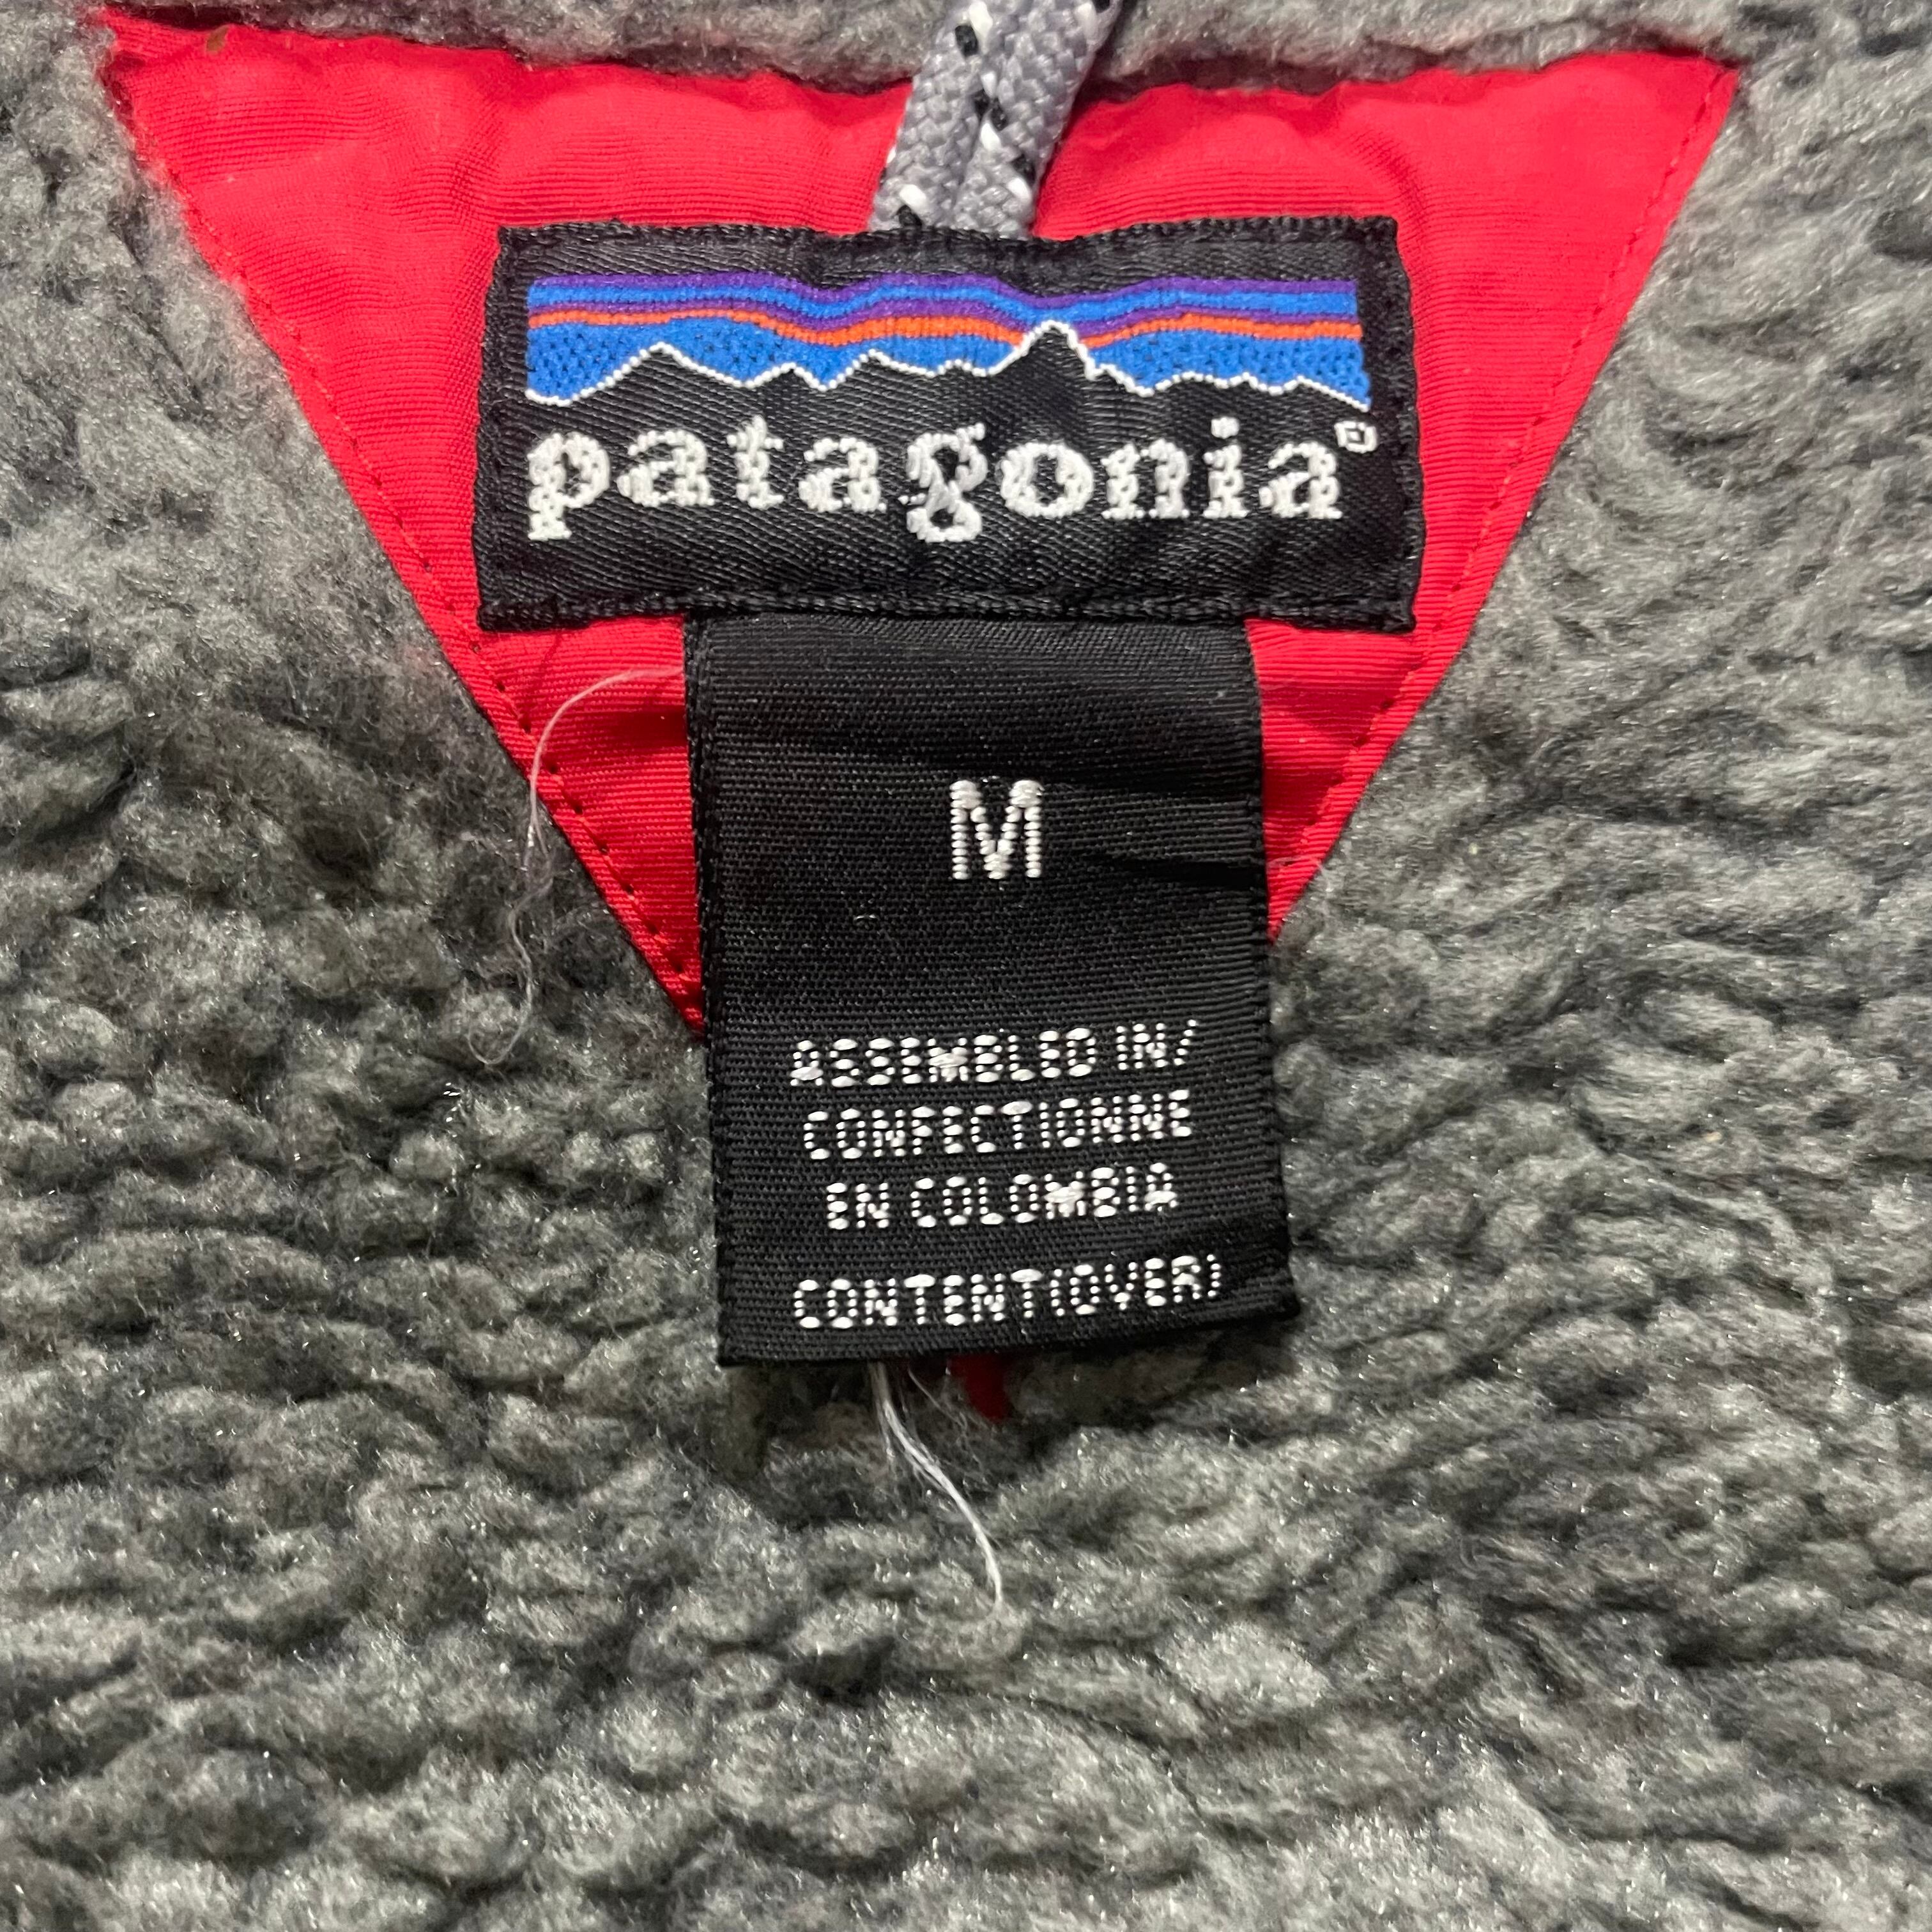 patagonia®
M
ASSEMBLED IN/
CONFECTIONNE
EN COLOMBIA
CONTENT(OVER)